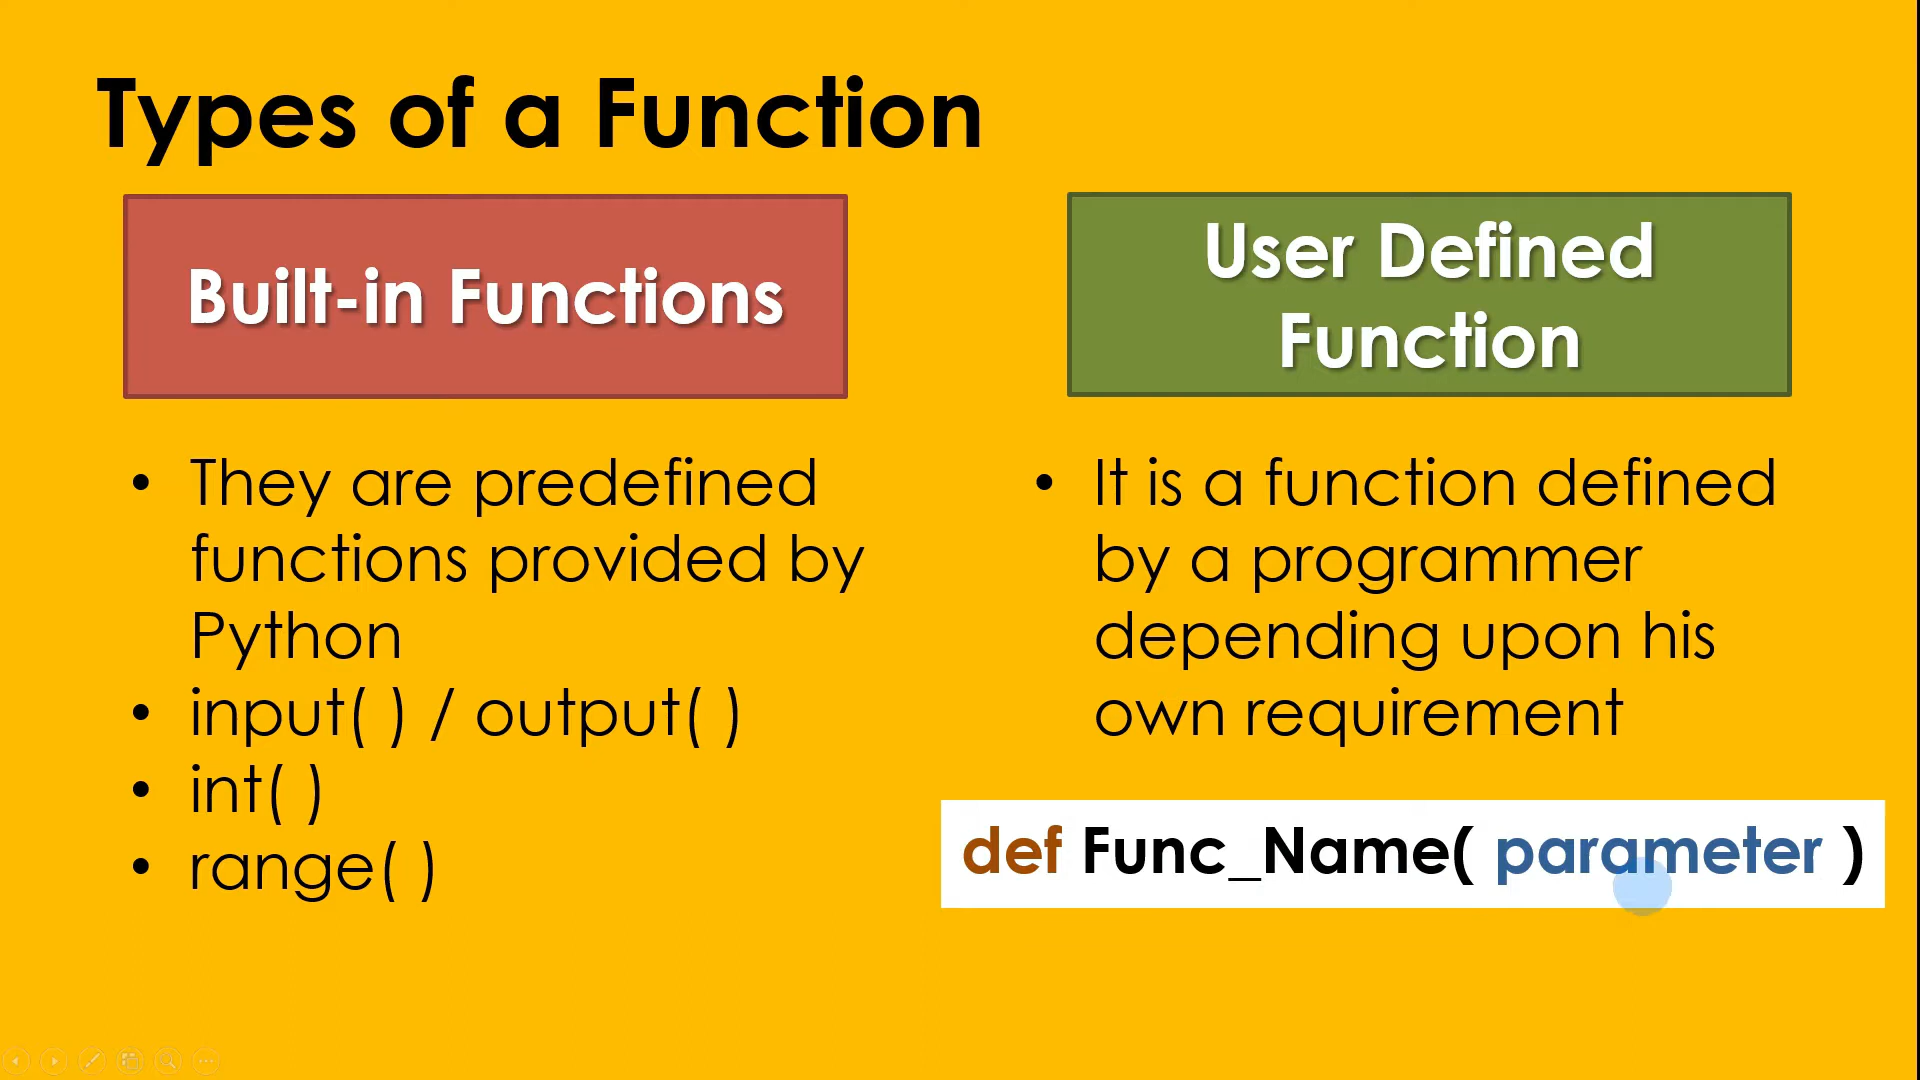 Types of a Function
Built-in Functions
• They are predefined
functions provided by
Python
• input( ) / output( )
• int( )
• range( )
User Defined
Function
• It is a function defined
by a programmer
depending upon his
own requirement
def Func_Name( parameter )